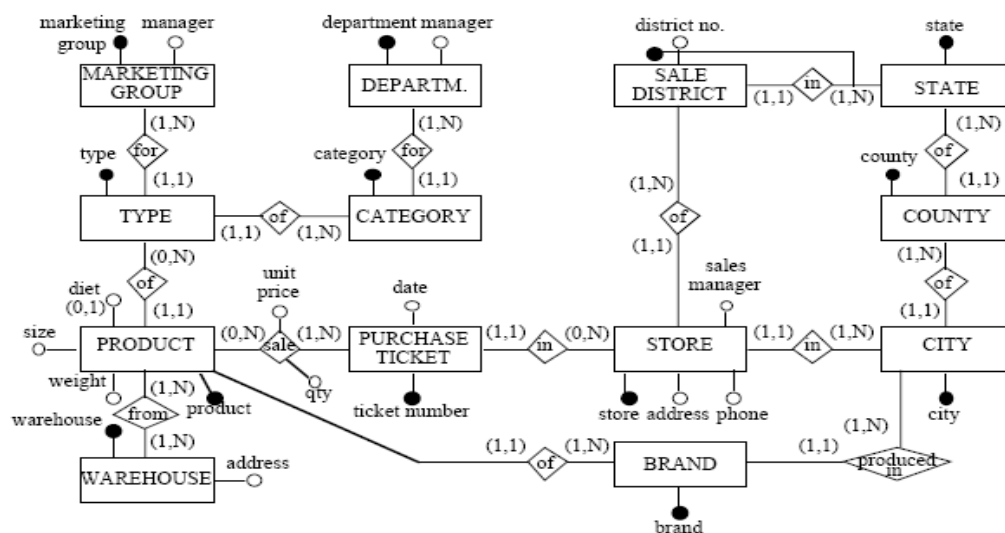 marketing group
manager
department manager
district no.
state
MARKETING GROUP
DEPARTM.
SALE DISTRICT
in
STATE
(1,1)
(1,N)
(1,N)
(1,N)
(1,N)
for
category
for
of
type
county
(1,1)
(1,1)
(1,N)
(1,1)
TYPE
of
CATEGORY
of
COUNTY
(1,1)
(1,N)
(0,N)
(1,1)
(1,N)
unit price
sales manager
diet (0,1)
of
date
of
(1,1)
(1,1)
size
(0,N)
(1,N)
(1,1)
(0,N)
(1,1)
(1,N)
PRODUCT
sale
PURCHASE TICKET
in
STORE
in
CITY
weight
(1,N)
qty
warehouse
from
product
ticket number
store
address
phone
city
(1,N)
(1,1)
(1,N)
(1,1)
(1,N)
WAREHOUSE
address
of
BRAND
produced in
brand